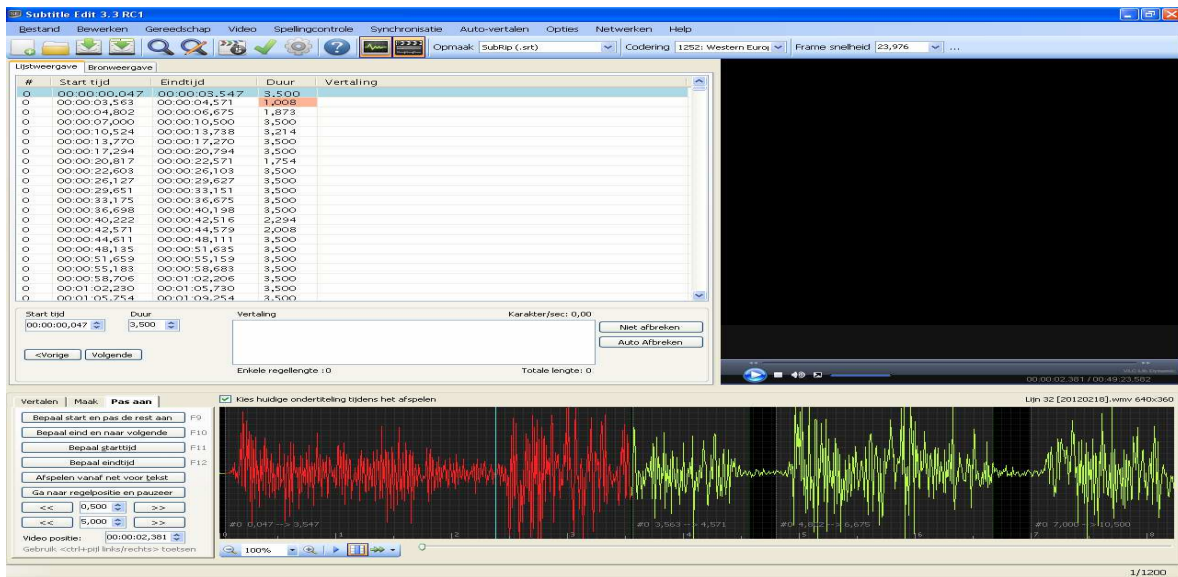 Subtitle Edit 3.3 RC1
Bestand Bewerken Gereedschap Video Spellingcontrole Synchronisatie Auto-vertalen Opties Netwerken Help
Opmaak SubRip (.srt) Codering 1252: Western Europ Frame snelheid 23,976 ...
Lijstweergave Bronweergave
# Start tijd Eindtijd Duur Vertaling
0 00:00:00,047 00:00:03,547 3,500
0 00:00:03,563 00:00:04,571 1,008
0 00:00:04,802 00:00:06,675 1,873
0 00:00:07,000 00:00:10,500 3,500
0 00:00:10,524 00:00:13,738 3,214
0 00:00:13,770 00:00:17,270 3,500
0 00:00:17,294 00:00:20,794 3,500
0 00:00:20,817 00:00:22,571 1,754
0 00:00:22,603 00:00:26,103 3,500
0 00:00:26,127 00:00:29,627 3,500
0 00:00:29,651 00:00:33,151 3,500
0 00:00:33,175 00:00:36,675 3,500
0 00:00:36,698 00:00:40,198 3,500
0 00:00:40,222 00:00:42,516 2,294
0 00:00:42,571 00:00:44,579 2,008
0 00:00:44,611 00:00:48,111 3,500
0 00:00:48,135 00:00:51,635 3,500
0 00:00:51,659 00:00:55,159 3,500
0 00:00:55,183 00:00:58,683 3,500
0 00:00:58,706 00:01:02,206 3,500
0 00:01:02,230 00:01:05,730 3,500
0 00:01:05,754 00:01:09,254 3,500
Start tijd Duur Vertaling Karakter/sec: 0,00
00:00:00,047 3,500 Niet afbreken
Auto Afbreken
<Vorige Volgende
Enkele regellengte :0 Totale lengte: 0
00:00:02,381 / 00:49:23,582
Vertalen Maak Pas aan
Kies huidige ondertiteling tijdens het afspelen
Lijn 32 [20120218].wmv 640x360
Bepaal start en pas de rest aan F9
Bepaal eind en naar volgende F10
Bepaal starttijd F11
Bepaal eindtijd F12
Afspelen vanaf net voor tekst
Ga naar regelpositie en pauzeer
<< 0,500 >>
<< 5,000 >>
Video positie: 00:00:02,381
Gebruik <ctrl+pijl links/rechts> toetsen
#0 0,047 --> 3,547
#0 3,563 --> 4,571
#0 4,802 --> 6,675
#0 7,000 --> 10,500
0 1 2 3 4 5 6 7 8
100%
1/1200